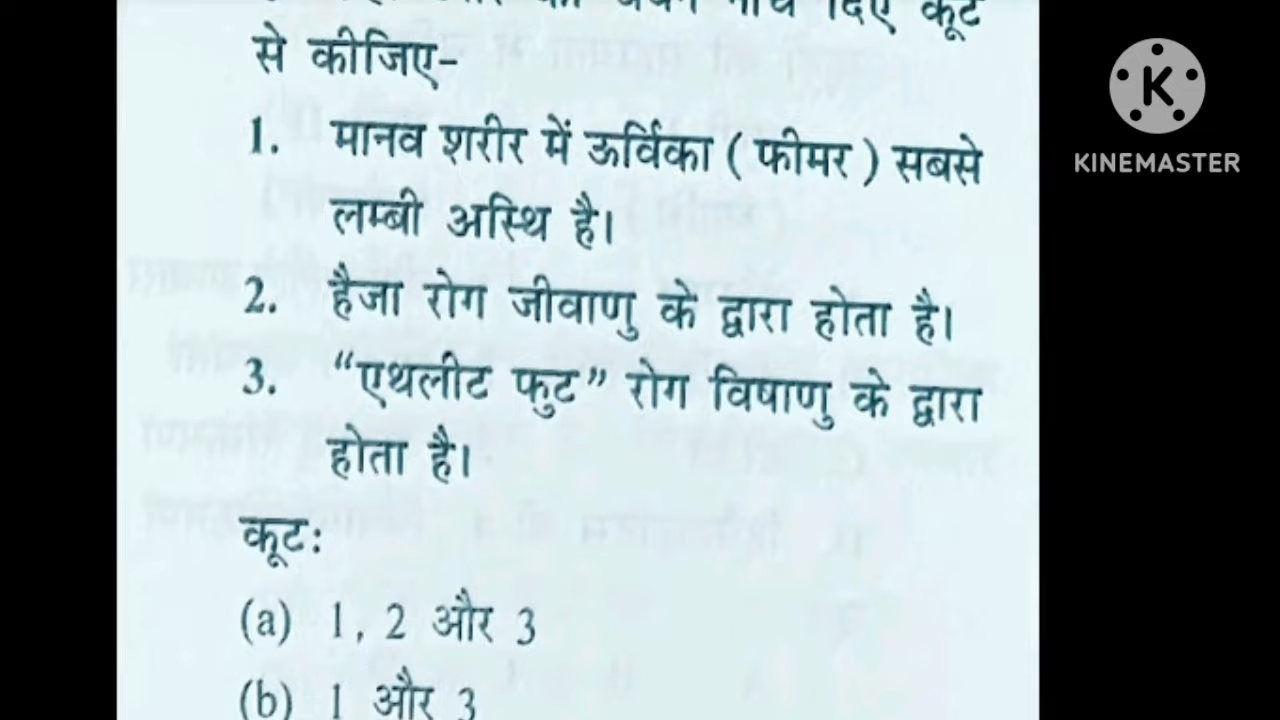 से कीजिए-
1. मानव शरीर में ऊर्विका ( फीमर ) सबसे
लम्बी अस्थि है।
2. हैजा रोग जीवाणु के द्वारा होता है।
3. “एथलीट फुट” रोग विषाणु के द्वारा
होता है।
कूटः
(a) 1, 2 और 3
(b) 1 और 3
K
KINEMASTER